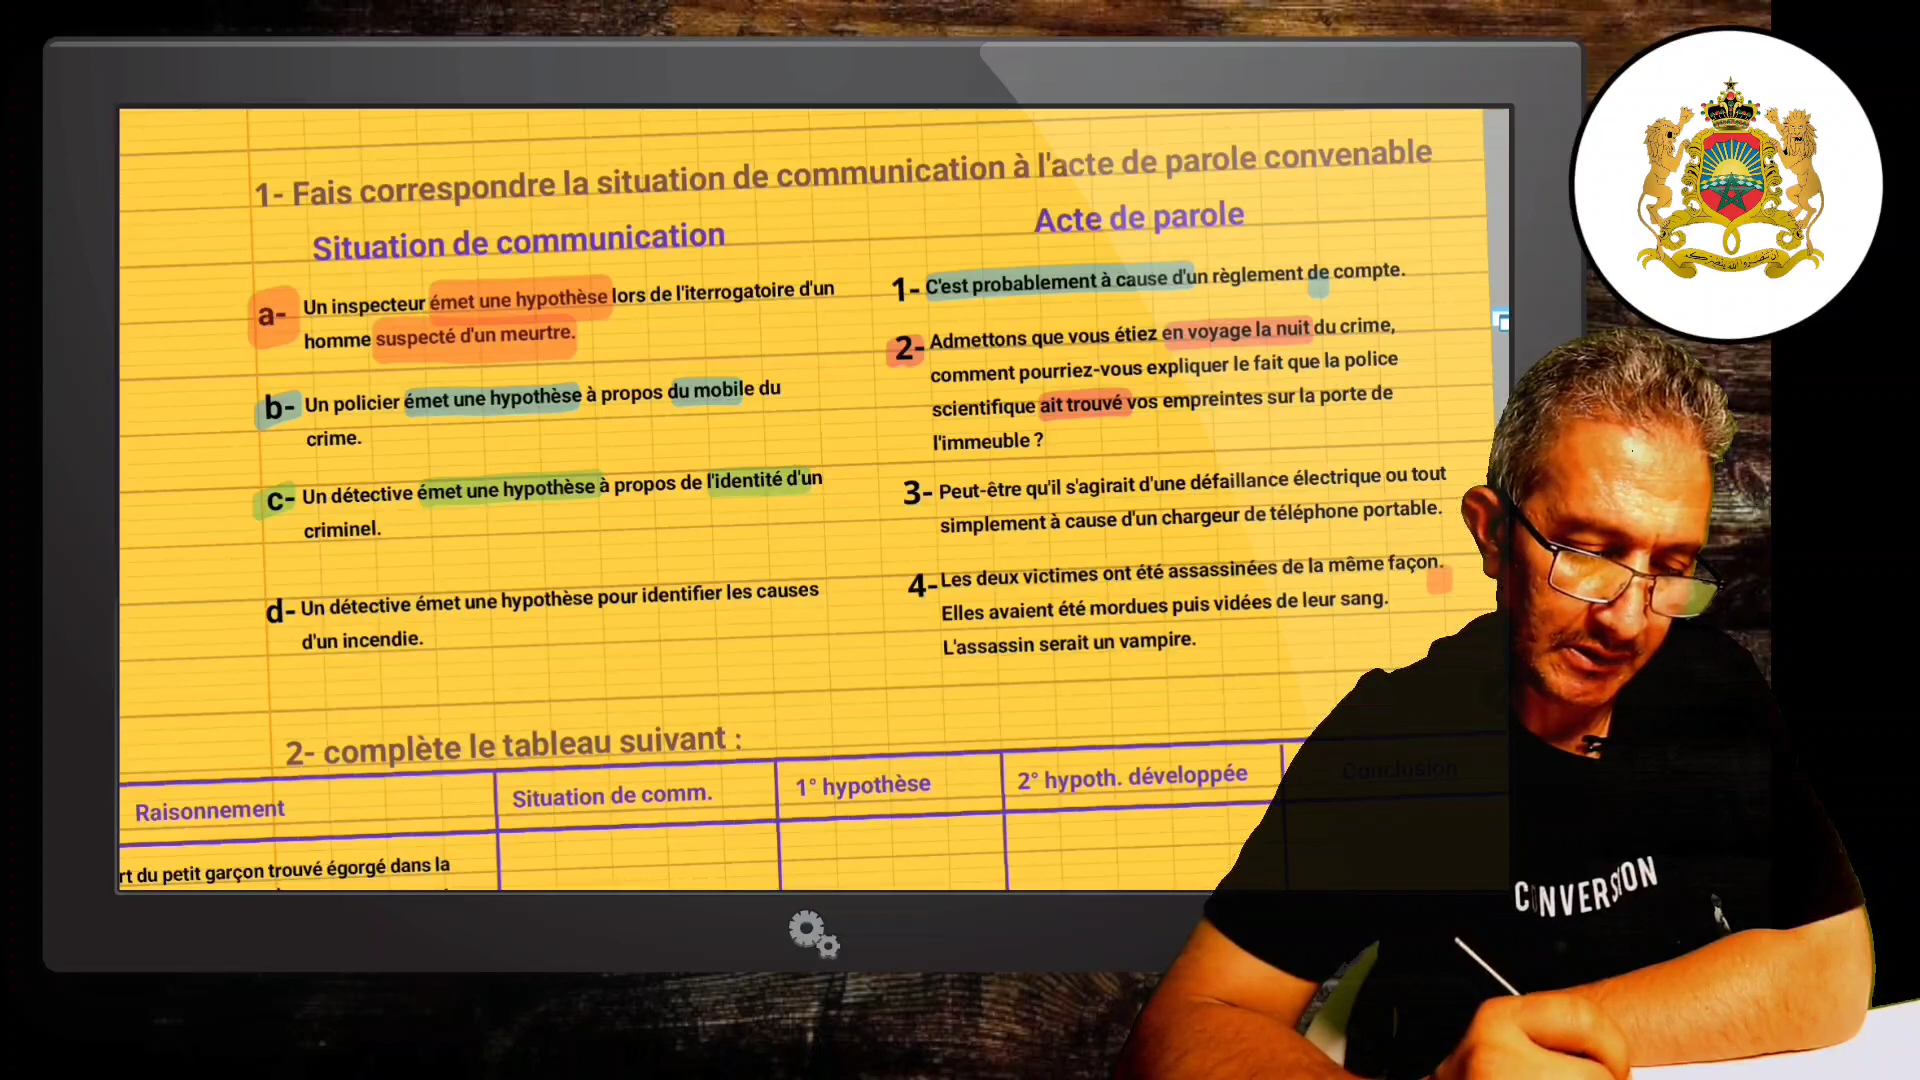 1- Fais correspondre la situation de communication à l'acte de parole convenable
Situation de communication
a- Un inspecteur émet une hypothèse lors de l'iterrogatoire d'un
homme suspecté d'un meurtre.
b- Un policier émet une hypothèse à propos du mobile du
crime.
c- Un détective émet une hypothèse à propos de l'identité d'un
criminel.
d- Un détective émet une hypothèse pour identifier les causes
d'un incendie.
Acte de parole
1- C'est probablement à cause d'un règlement de compte.
2- Admettons que vous étiez en voyage la nuit du crime,
comment pourriez-vous expliquer le fait que la police
scientifique ait trouvé vos empreintes sur la porte de
l'immeuble ?
3- Peut-être qu'il s'agirait d'une défaillance électrique ou tout
simplement à cause d'un chargeur de téléphone portable.
4- Les deux victimes ont été assassinées de la même façon.
Elles avaient été mordues puis vidées de leur sang.
L'assassin serait un vampire.
2- complète le tableau suivant :
Raisonnement
Situation de comm.
1° hypothèse
2° hypoth. développée
Conclusion
rt du petit garçon trouvé égorgé dans la
CONVERSION